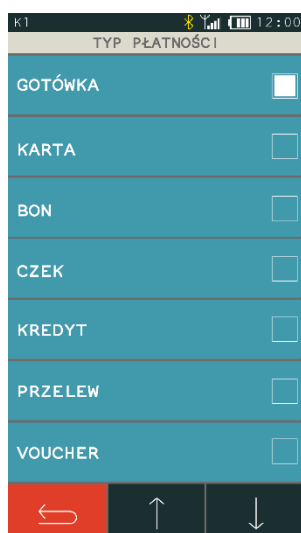 K1 12:00
TYP PŁATNOŚCI
GOTÓWKA
KARTA
BON
CZEK
KREDYT
PRZELEW
VOUCHER